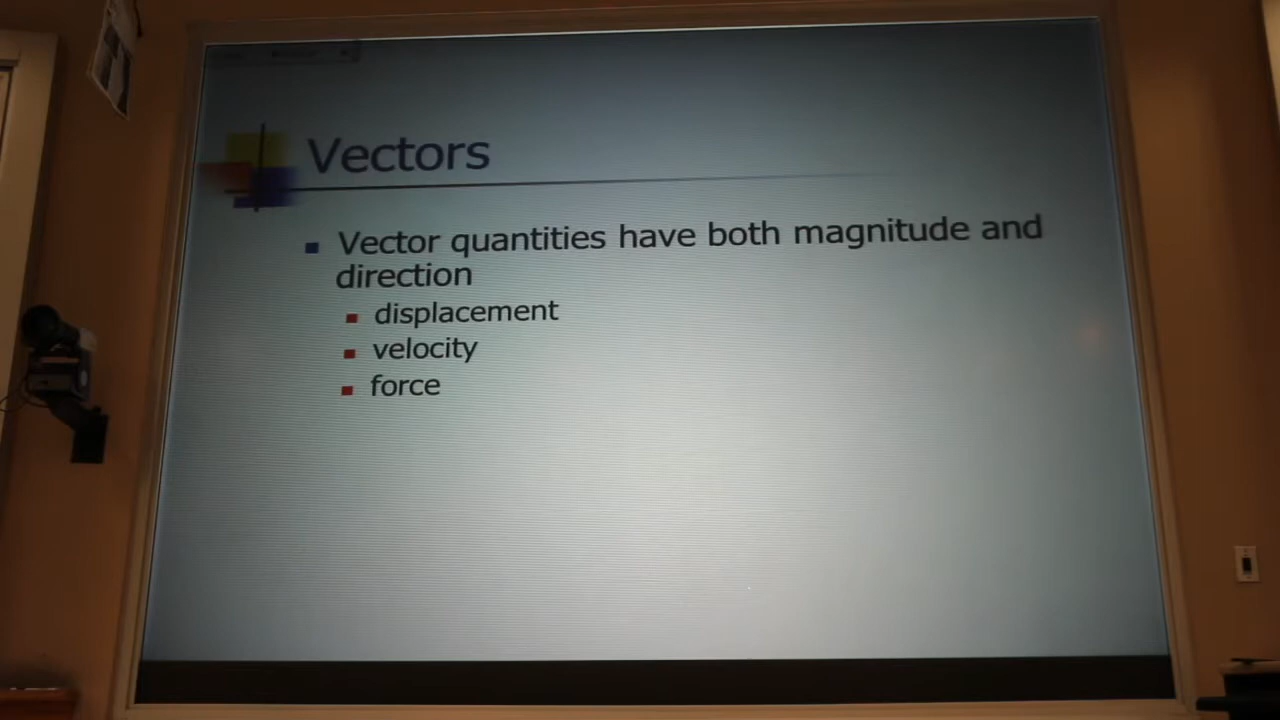 Vectors
Vector quantities have both magnitude and
direction
displacement
velocity
force